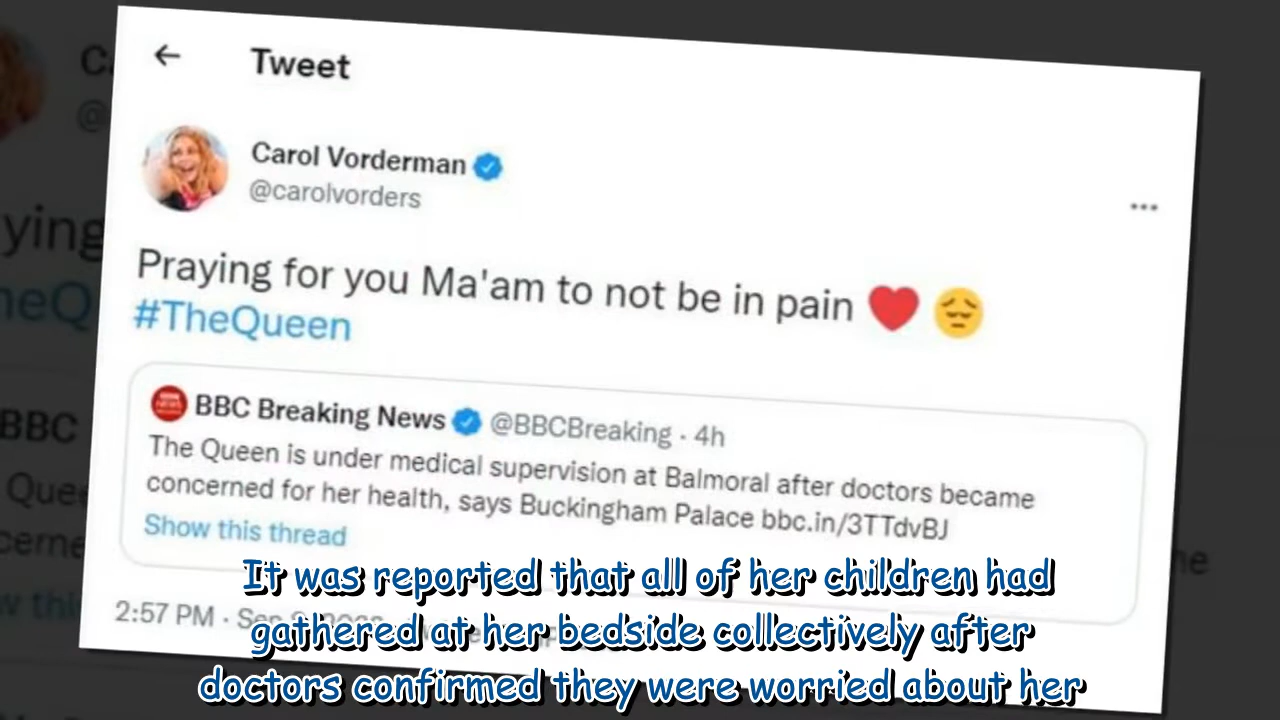 Tweet
Carol Vorderman
@carolvorders
Praying for you Ma'am to not be in pain ❤️ 😔
#TheQueen
BBC Breaking News @BBCBreaking · 4h
The Queen is under medical supervision at Balmoral after doctors became
concerned for her health, says Buckingham Palace bbc.in/3TTdvBJ
Show this thread
2:57 PM ·
It was reported that all of her children had
gathered at her bedside collectively after
doctors confirmed they were worried about her